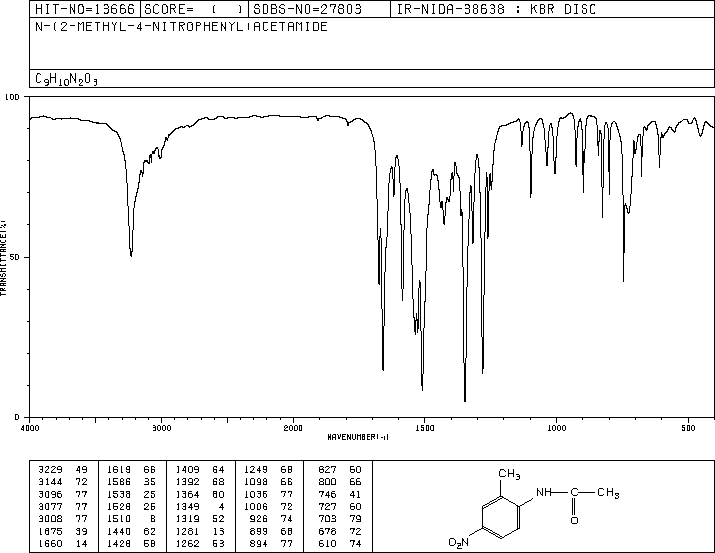 HIT-NO=13666 SCORE= ( ) SDBS-NO=27803 IR-NIDA-38638 : KBR DISC
N-(2-METHYL-4-NITROPHENYL)ACETAMIDE
C9H10N2O3
100
50
0
TRANSMITTANCE(%)
4000 3000 2000 1500 1000 500
WAVENUMBER(-1)
3229 49 1619 66 1409 64 1249 68 827 60
3144 72 1586 35 1392 68 1098 66 800 66
3096 77 1538 25 1364 60 1036 77 746 41
3077 77 1528 26 1349 4 1006 72 727 60
3008 77 1510 8 1319 52 926 74 703 79
1675 39 1440 62 1281 13 899 68 678 72
1660 14 1428 58 1262 53 894 77 610 74
CH3
NH C CH3
O
O2N